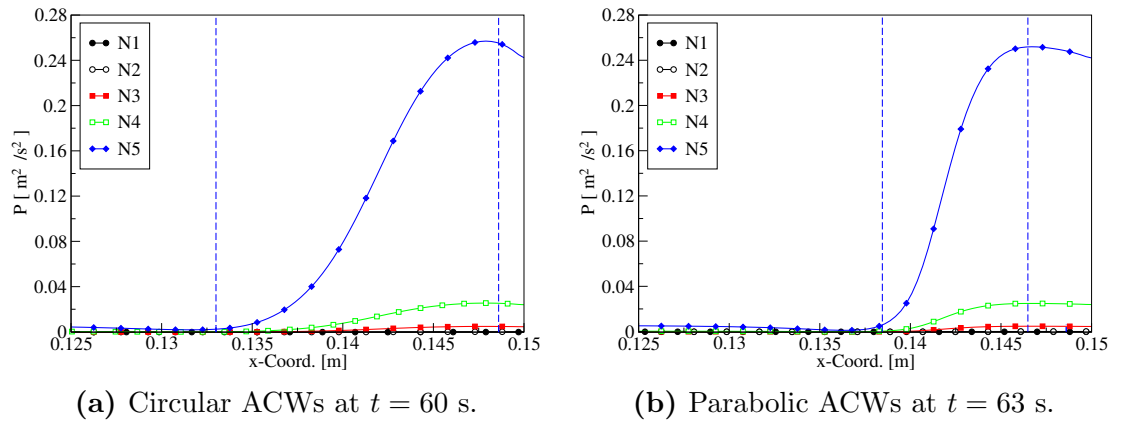 0.28
0.24
0.2
0.16
0.12
0.08
0.04
0
P [ m² /s² ]
N1
N2
N3
N4
N5
0.125 0.13 0.135 0.14 0.145 0.15
x-Coord. [m]
(a) Circular ACWs at t = 60 s.
0.28
0.24
0.2
0.16
0.12
0.08
0.04
0
P [ m² /s² ]
N1
N2
N3
N4
N5
0.125 0.13 0.135 0.14 0.145 0.15
x-Coord. [m]
(b) Parabolic ACWs at t = 63 s.